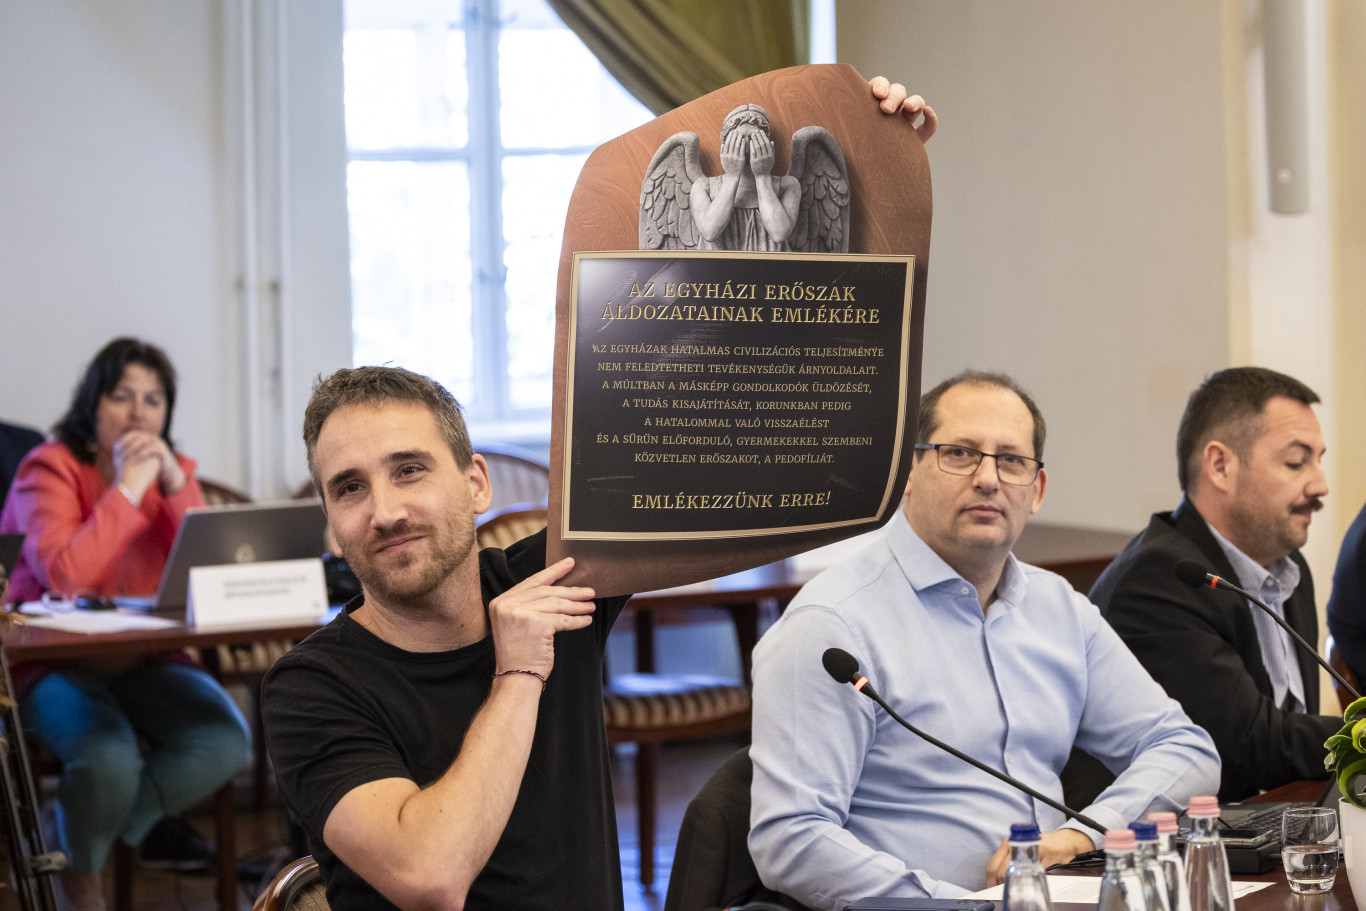 AZ EGYHÁZI ERŐSZAK
ÁLDOZATAINAK EMLÉKÉRE
AZ EGYHÁZAK HATALMAS CIVILIZÁCIÓS TELJESÍTMÉNYE
NEM FELEDTETHETI TEVÉKENYSÉGÜK ÁRNYOLDALAIT.
A MÚLTBAN A MÁSKÉPP GONDOLKODÓK ÜLDÖZÉSÉT,
A TUDÁS KISAJÁTÍTÁSÁT, KORUNKBAN PEDIG
A HATALOMMAL VALÓ VISSZAÉLÉST
ÉS A SŰRŰN ELŐFORDULÓ, GYERMEKEKKEL SZEMBENI
KÖZVETLEN ERŐSZAKOT, A PEDOFÍLIÁT.
EMLÉKEZZÜNK ERRE!